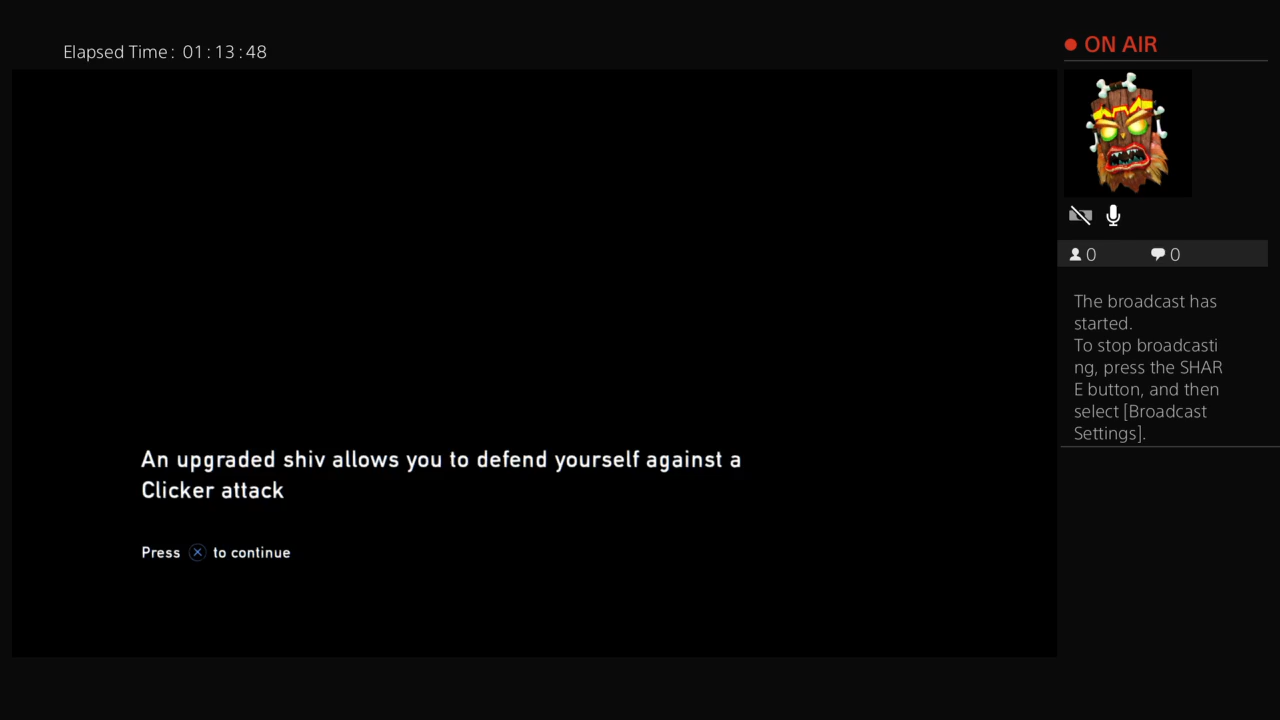 Elapsed Time: 01:13:48
ON AIR
0 0
The broadcast has
started.
To stop broadcasti
ng, press the SHAR
E button, and then
select [Broadcast
Settings].
An upgraded shiv allows you to defend yourself against a
Clicker attack
Press X to continue